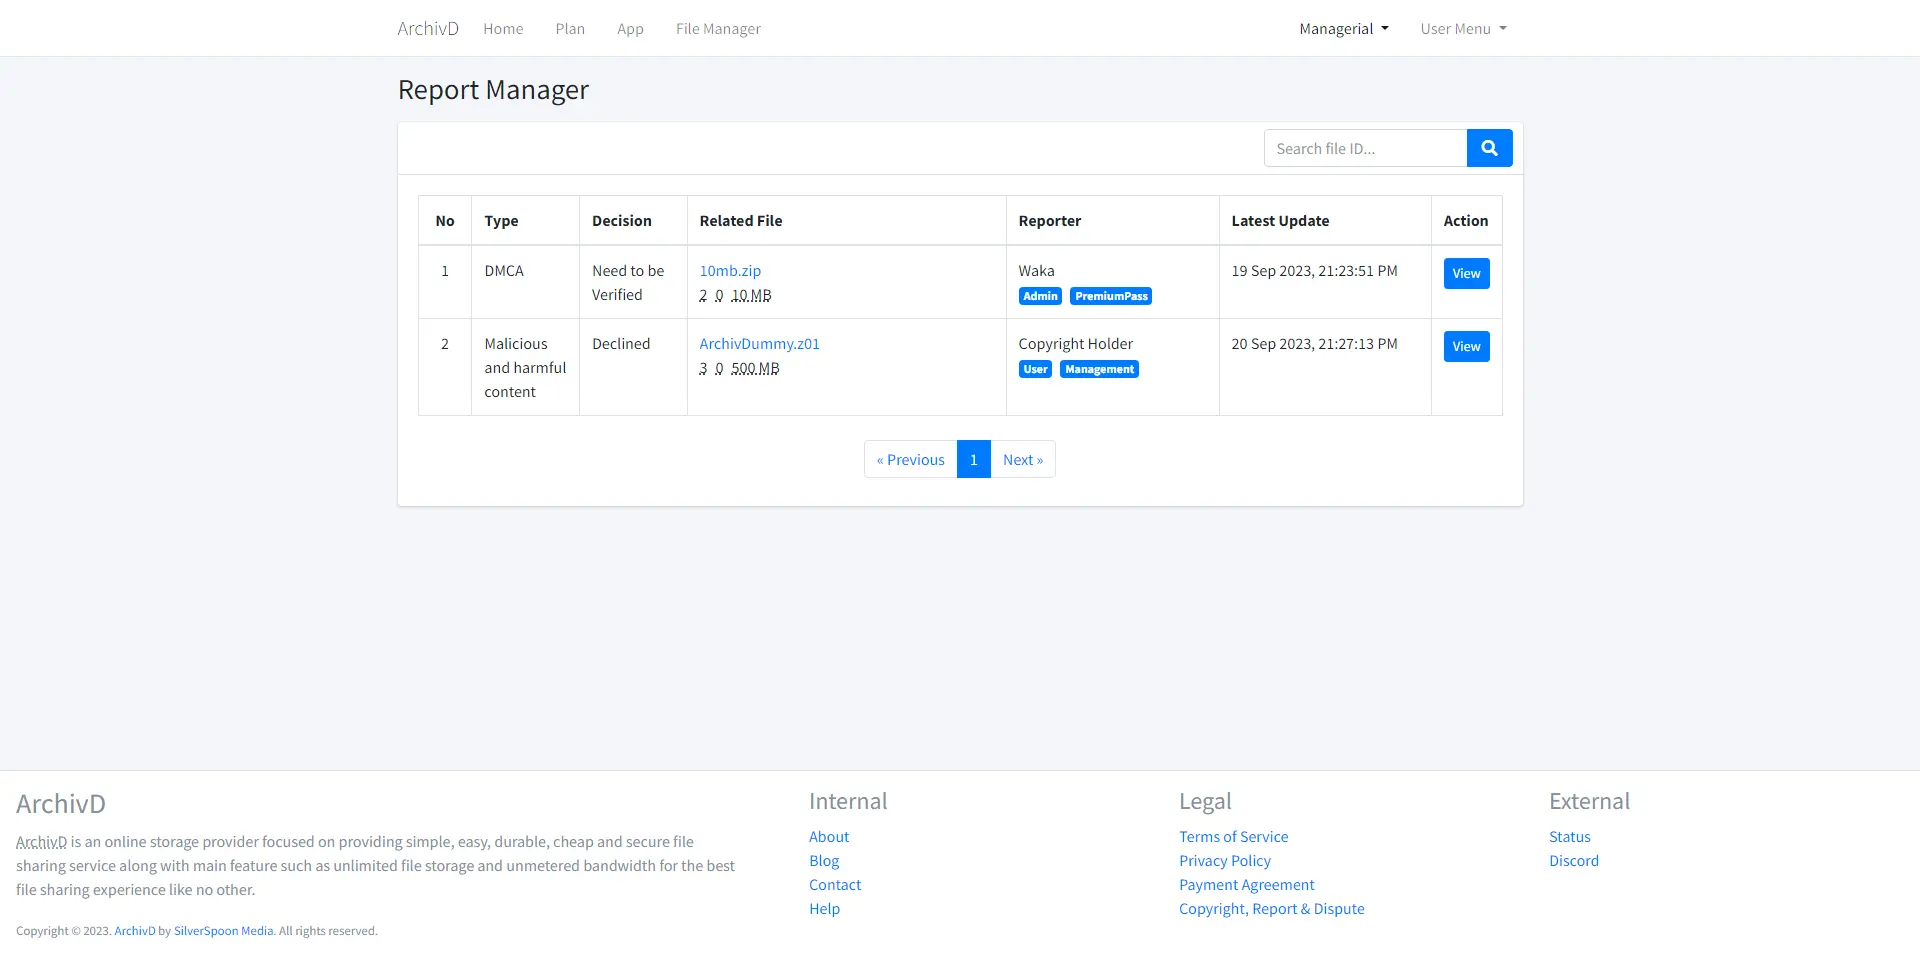 ArchivD Home Plan App File Manager Managerial User Menu
Report Manager
Search file ID...
No Type Decision Related File Reporter Latest Update Action
1 DMCA Need to be Verified 10mb.zip Waka 19 Sep 2023, 21:23:51 PM View
2 0 10 MB Admin PremiumPass
2 Malicious and harmful content Declined ArchivDummy.z01 Copyright Holder 20 Sep 2023, 21:27:13 PM View
3 0 500 MB User Management
« Previous 1 Next »
ArchivD
ArchivD is an online storage provider focused on providing simple, easy, durable, cheap and secure file
sharing service along with main feature such as unlimited file storage and unmetered bandwidth for the best
file sharing experience like no other.
Copyright © 2023. ArchivD by SilverSpoon Media. All rights reserved.
Internal
About
Blog
Contact
Help
Legal
Terms of Service
Privacy Policy
Payment Agreement
Copyright, Report & Dispute
External
Status
Discord